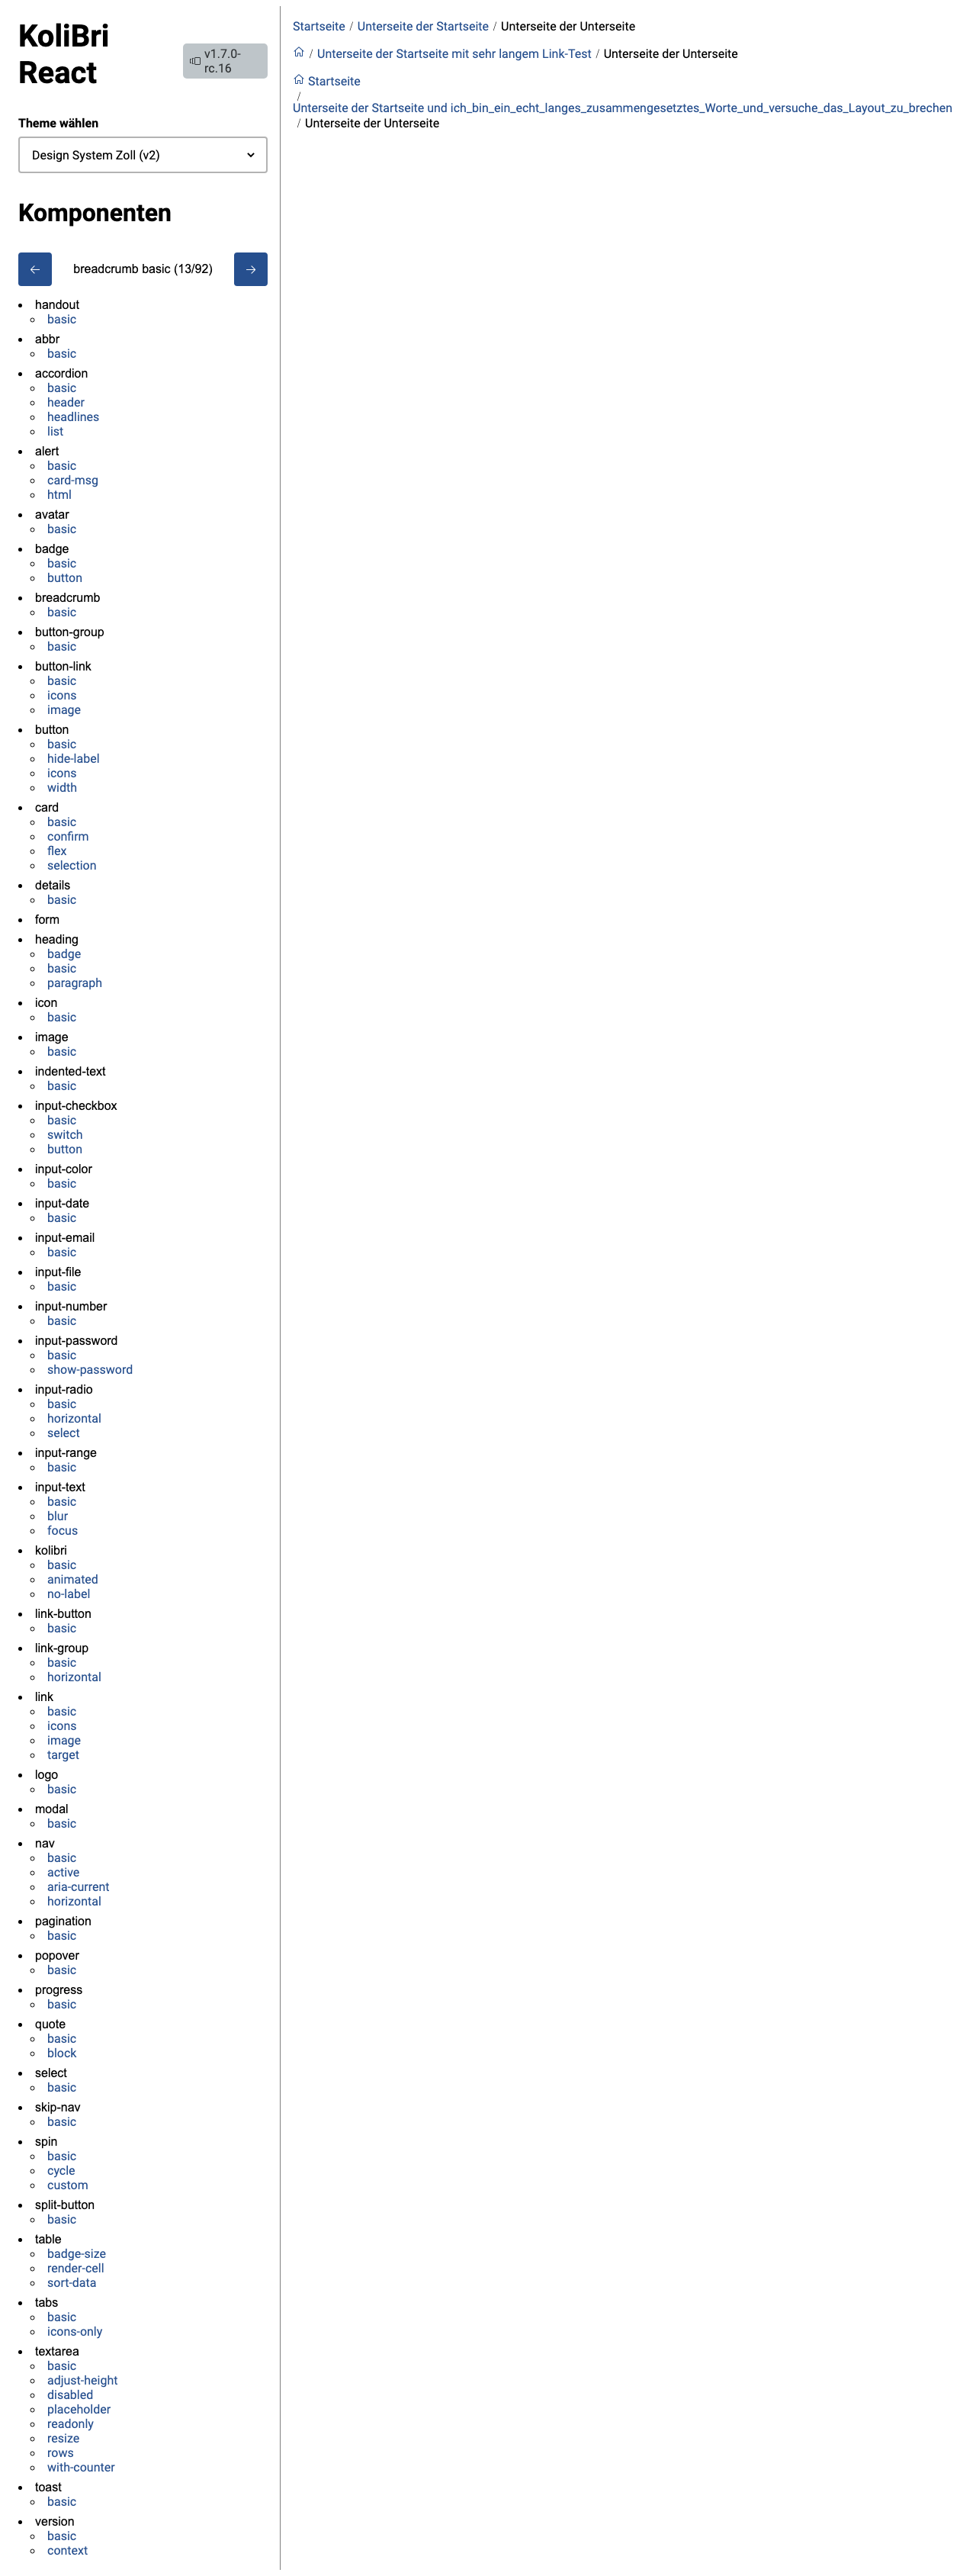 KoliBri
React
v1.7.0-
rc.16
Theme wählen
Design System Zoll (v2)
Komponenten
← breadcrumb basic (13/92) →
handout
basic
abbr
basic
accordion
basic
header
headlines
list
alert
basic
card-msg
html
avatar
basic
badge
basic
button
breadcrumb
basic
button-group
basic
button-link
basic
icons
image
button
basic
hide-label
icons
width
card
basic
confirm
flex
selection
details
basic
form
heading
badge
basic
paragraph
icon
basic
image
basic
indented-text
basic
input-checkbox
basic
switch
button
input-color
basic
input-date
basic
input-email
basic
input-file
basic
input-number
basic
input-password
basic
show-password
input-radio
basic
horizontal
select
input-range
basic
input-text
basic
blur
focus
kolibri
basic
animated
no-label
link-button
basic
link-group
basic
horizontal
link
basic
icons
image
target
logo
basic
modal
basic
nav
basic
active
aria-current
horizontal
pagination
basic
popover
basic
progress
basic
quote
basic
block
select
basic
skip-nav
basic
spin
basic
cycle
custom
split-button
basic
table
badge-size
render-cell
sort-data
tabs
basic
icons-only
textarea
basic
adjust-height
disabled
placeholder
readonly
resize
rows
with-counter
toast
basic
version
basic
context
Startseite / Unterseite der Startseite / Unterseite der Unterseite
/ Unterseite der Startseite mit sehr langem Link-Test / Unterseite der Unterseite
Startseite
/
Unterseite der Startseite und ich_bin_ein_echt_langes_zusammengesetztes_Worte_und_versuche_das_Layout_zu_brechen
/ Unterseite der Unterseite